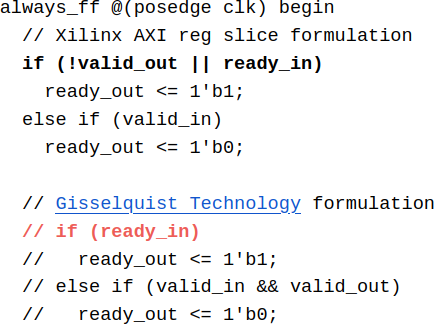 always_ff @(posedge clk) begin
  // Xilinx AXI reg slice formulation
  if (!valid_out || ready_in)
    ready_out <= 1'b1;
  else if (valid_in)
    ready_out <= 1'b0;

  // Gisselquist Technology formulation
  // if (ready_in)
  //   ready_out <= 1'b1;
  // else if (valid_in && valid_out)
  //   ready_out <= 1'b0;